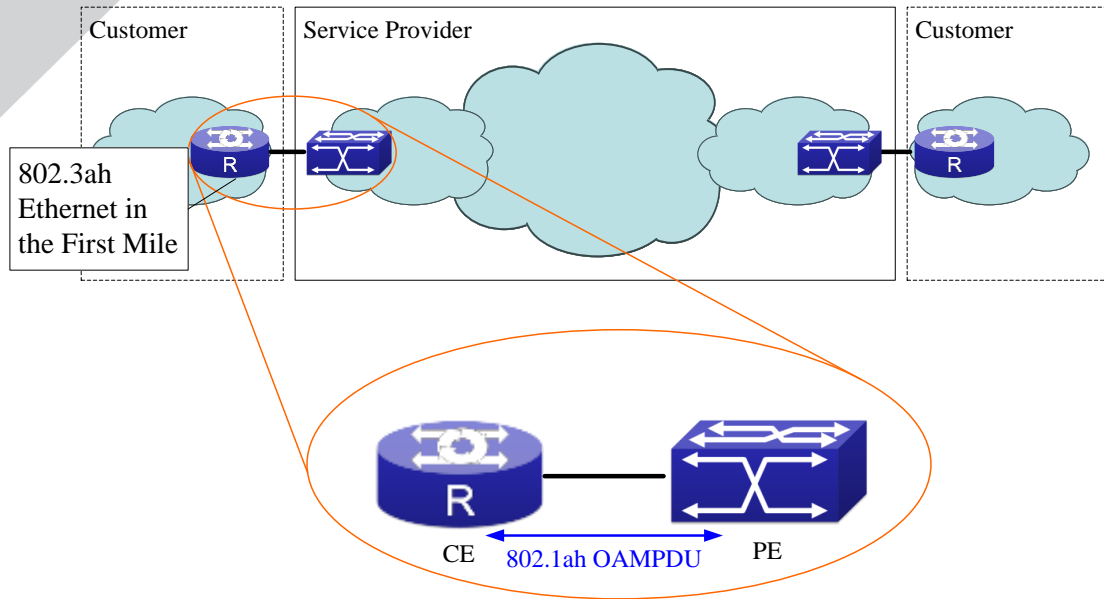 Customer
Service Provider
Customer
R
R
802.3ah
Ethernet in
the First Mile
R
CE
802.1ah OAMPDU
PE